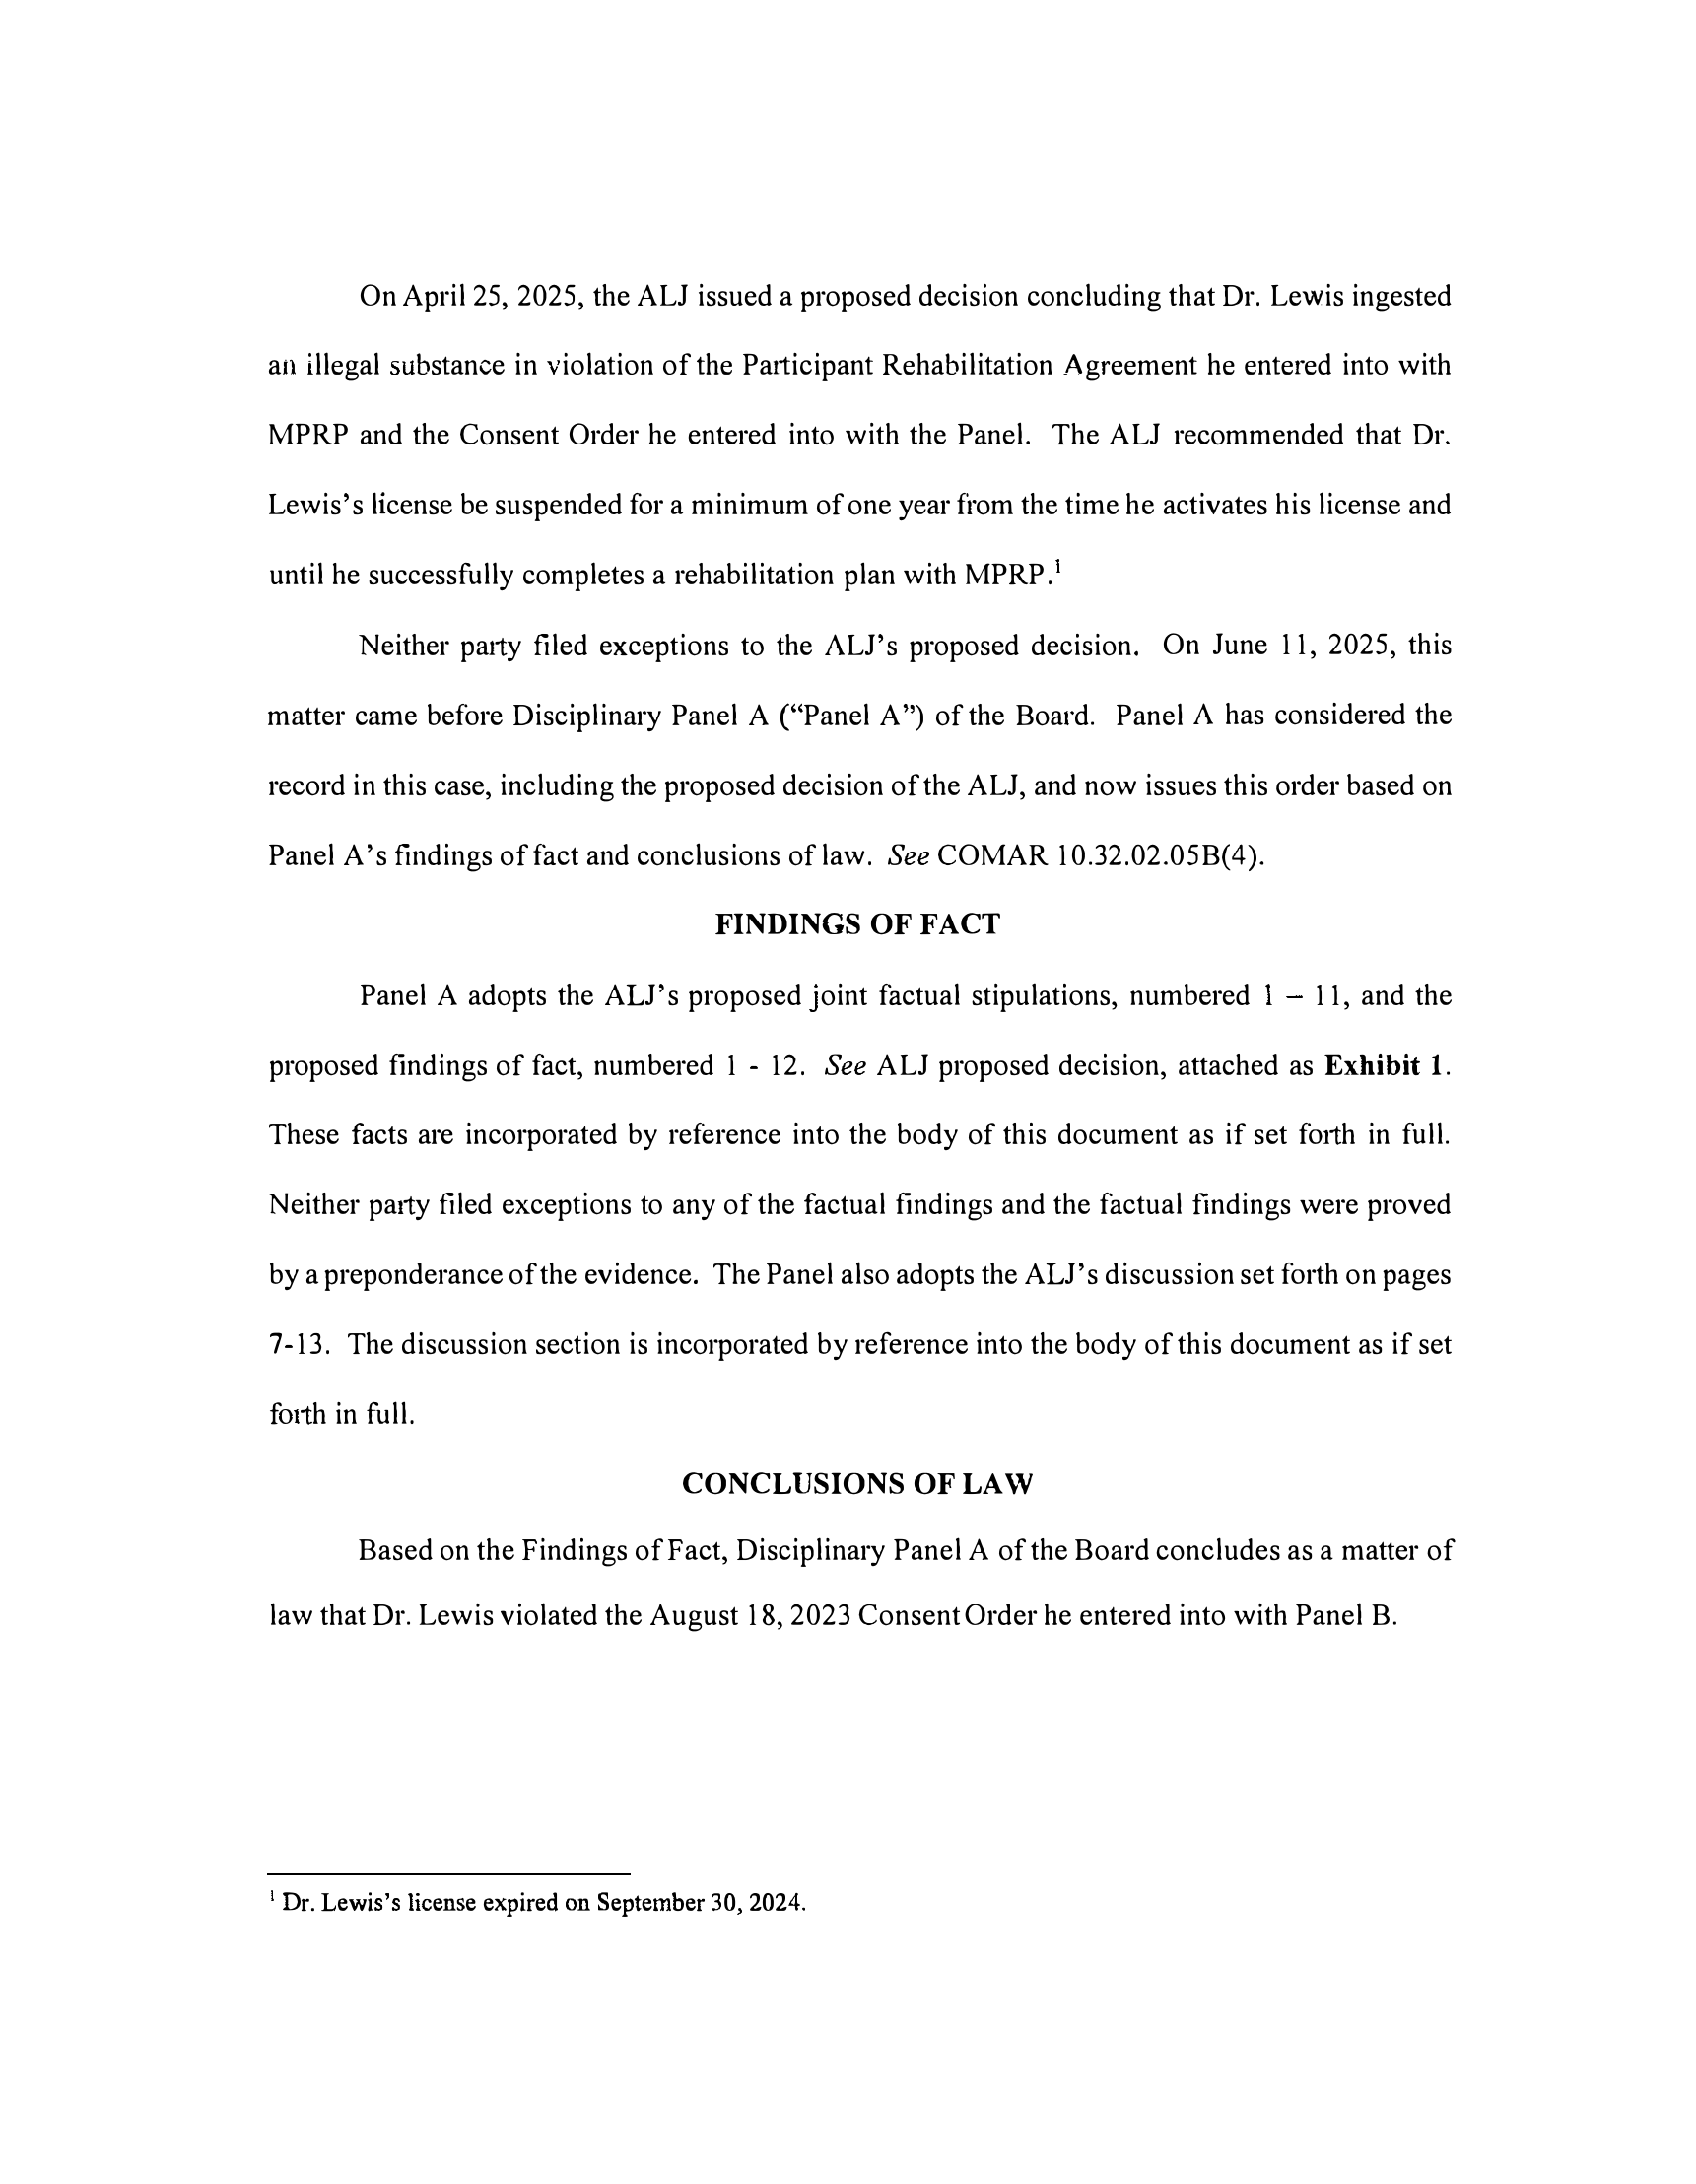 On April 25, 2025, the ALJ issued a proposed decision concluding that Dr. Lewis ingested
an illegal substance in violation of the Participant Rehabilitation Agreement he entered into with
MPRP and the Consent Order he entered into with the Panel. The ALJ recommended that Dr.
Lewis's license be suspended for a minimum of one year from the time he activates his license and
until he successfully completes a rehabilitation plan with MPRP.¹
Neither party filed exceptions to the ALJ's proposed decision. On June 11, 2025, this
matter came before Disciplinary Panel A (“Panel A”) of the Board. Panel A has considered the
record in this case, including the proposed decision of the ALJ, and now issues this order based on
Panel A's findings of fact and conclusions of law. See COMAR 10.32.02.05B(4).
FINDINGS OF FACT
Panel A adopts the ALJ's proposed joint factual stipulations, numbered 1 – 11, and the
proposed findings of fact, numbered 1 - 12. See ALJ proposed decision, attached as Exhibit 1.
These facts are incorporated by reference into the body of this document as if set forth in full.
Neither party filed exceptions to any of the factual findings and the factual findings were proved
by a preponderance of the evidence. The Panel also adopts the ALJ's discussion set forth on pages
7-13. The discussion section is incorporated by reference into the body of this document as if set
forth in full.
CONCLUSIONS OF LAW
Based on the Findings of Fact, Disciplinary Panel A of the Board concludes as a matter of
law that Dr. Lewis violated the August 18, 2023 Consent Order he entered into with Panel B.
¹ Dr. Lewis's license expired on September 30, 2024.